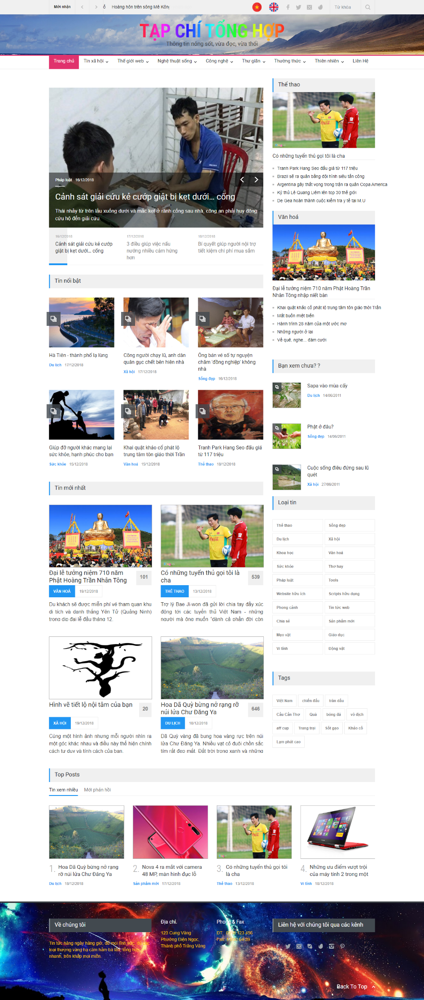 Mới nhận
Hoàng hôn trên sông Mê Kông
Từ khóa
TẠP CHÍ TỔNG HỢP
Thông tin nóng sốt, vừa đọc, vừa thổi
Trang chủ Tin xã hội Thế giới web Nghệ thuật sống Công nghệ Thư giãn Thường thức Thiên nhiên Liên Hệ
Pháp luật 16/12/2018
Cảnh sát giải cứu kẻ cướp giật bị kẹt dưới... cống
Thái nhảy từ trên lầu xuống dưới và mắc kẹt ở rãnh cống sau nhà, công an phải huy động
cứu hộ đến giải cứu.
16/12/2018
Cảnh sát giải cứu kẻ cướp
giật bị kẹt dưới... cống
17/12/2018
3 điều giúp việc nấu
nướng nhiều cảm hứng
hơn
18/12/2018
Bí quyết giúp người nội trợ
tiết kiệm chi phí mua sắm
Thể thao
Có những tuyển thủ gọi tôi là cha
Tranh Park Hang Seo đấu giá từ 117 triệu
Brazil sẽ ra quân bằng đội hình siêu tấn công
Argentina gây thất vọng trong trận ra quân Copa America
Kỳ thủ Lê Quang Liêm lên top 30 thế giới
De Gea hoàn thành cuộc kiểm tra y tế tại M.U
Văn hoá
Đại lễ tưởng niệm 710 năm Phật Hoàng Trần
Nhân Tông nhập niết bàn
Khai quật khảo cổ phát lộ trung tâm tôn giáo thời Trần
Mắt buồn miệt biển
Hành trình 28 năm của một ước mơ
Những người ở lại
Về quê, nghe... đám cưới
Tin nổi bật
Hà Tiên - thành phố lạ lùng
Du lịch 17/12/2018
Cõng người chạy lũ, anh dân
quân gục chết bên hiên nhà
Xã hội 17/12/2018
Ông bán vé số tự nguyện
chăm 'đồng nghiệp' không
nhà
Sống đẹp 16/12/2018
Giúp đỡ người khác mang lại
sức khỏe, hạnh phúc cho bạn
Sức khỏe 15/12/2018
Khai quật khảo cổ phát lộ
trung tâm tôn giáo thời Trần
Văn hoá 15/12/2018
Tranh Park Hang Seo đấu giá
từ 117 triệu
Thể thao 18/12/2018
Bạn xem chưa? ?
Sapa vào mùa cấy
Du lịch 14/06/2011
Phật ở đâu?
Sống đẹp 14/06/2011
Cuộc sống điêu đứng sau lũ
quét
Xã hội 27/06/2011
Tin mới nhất
Đại lễ tưởng niệm 710 năm
Phật Hoàng Trần Nhân Tông
101
VĂN HOÁ 19/12/2018
Du khách sẽ được miễn phí vé tham quan khu
di tích và danh thắng Yên Tử (Quảng Ninh)
trong dịp đại lễ đầu tháng 12.
Có những tuyển thủ gọi tôi là
cha
539
THỂ THAO 13/12/2018
Trợ lý Bae Ji-won đã gửi lời chia tay đầy xúc
động tới các tuyển thủ Việt Nam - những
người mà ông muốn "dành cả phần đời còn
Hình vẽ tiết lộ nội tâm của bạn
20
XÃ HỘI 19/12/2018
Cùng một hình ảnh nhưng mỗi người nhìn ra
một góc khác nhau và điều này thể hiện chính
cách tư duy và tính cách của bạn.
Hoa Dã Quỳ bừng nở rạng rỡ
núi lửa Chư Đăng Ya
646
DU LỊCH 18/12/2018
Dã Quỳ vàng đã bung hoa vàng rực trên núi
lửa Chư Đăng Ya. Nhiều vạt cỏ đuôi chồn sắc
tím rất đẹp mắt. Đất trời trong xanh và những
Loại tin
Thể thao Sống đẹp
Du lịch Xã hội
Khoa học Văn hoá
Sức khỏe Thơ hay
Pháp luật Tools
Website hữu ích Scripts hữu dụng
Phong cảnh Tin tức web
Chia sẻ Sản phẩm mới
Mẹo vặt Giáo dục
Vi tính Động vật
Tags
Việt Nam chiến đấu tràn dầu
Cầu Cần Thơ Quà bóng đá vô địch
aff cup Trang trại Sốt gạo Khảo cổ
Lạm phát cao
Top Posts
Tin xem nhiều Mới phản hồi
1. Hoa Dã Quỳ bừng nở rạng
rỡ núi lửa Chư Đăng Ya
Du lịch 18/12/2018
2. Nova 4 ra mắt với camera
48 MP, màn hình đục lỗ
Sản phẩm mới 17/12/2018
3. Có những tuyển thủ gọi tôi
là cha
Thể thao 13/12/2018
4. Những ưu điểm vượt trội
của máy tính 2 trong một
Vi tính 18/12/2018
Về chúng tôi
Tin tức hàng ngày hàng giờ, đủ mọi lĩnh vực, đủ các
loại thượng vàng hạ cám hầm bà lằn, tổng hợp
nhanh, trên khắp mọi miền.
Địa chỉ.
123 Cung Vàng
Phường Điện Ngọc,
Thành phố Trăng Vàng
Phone & Fax
Liên hệ với chúng tôi qua các kênh
Back To Top